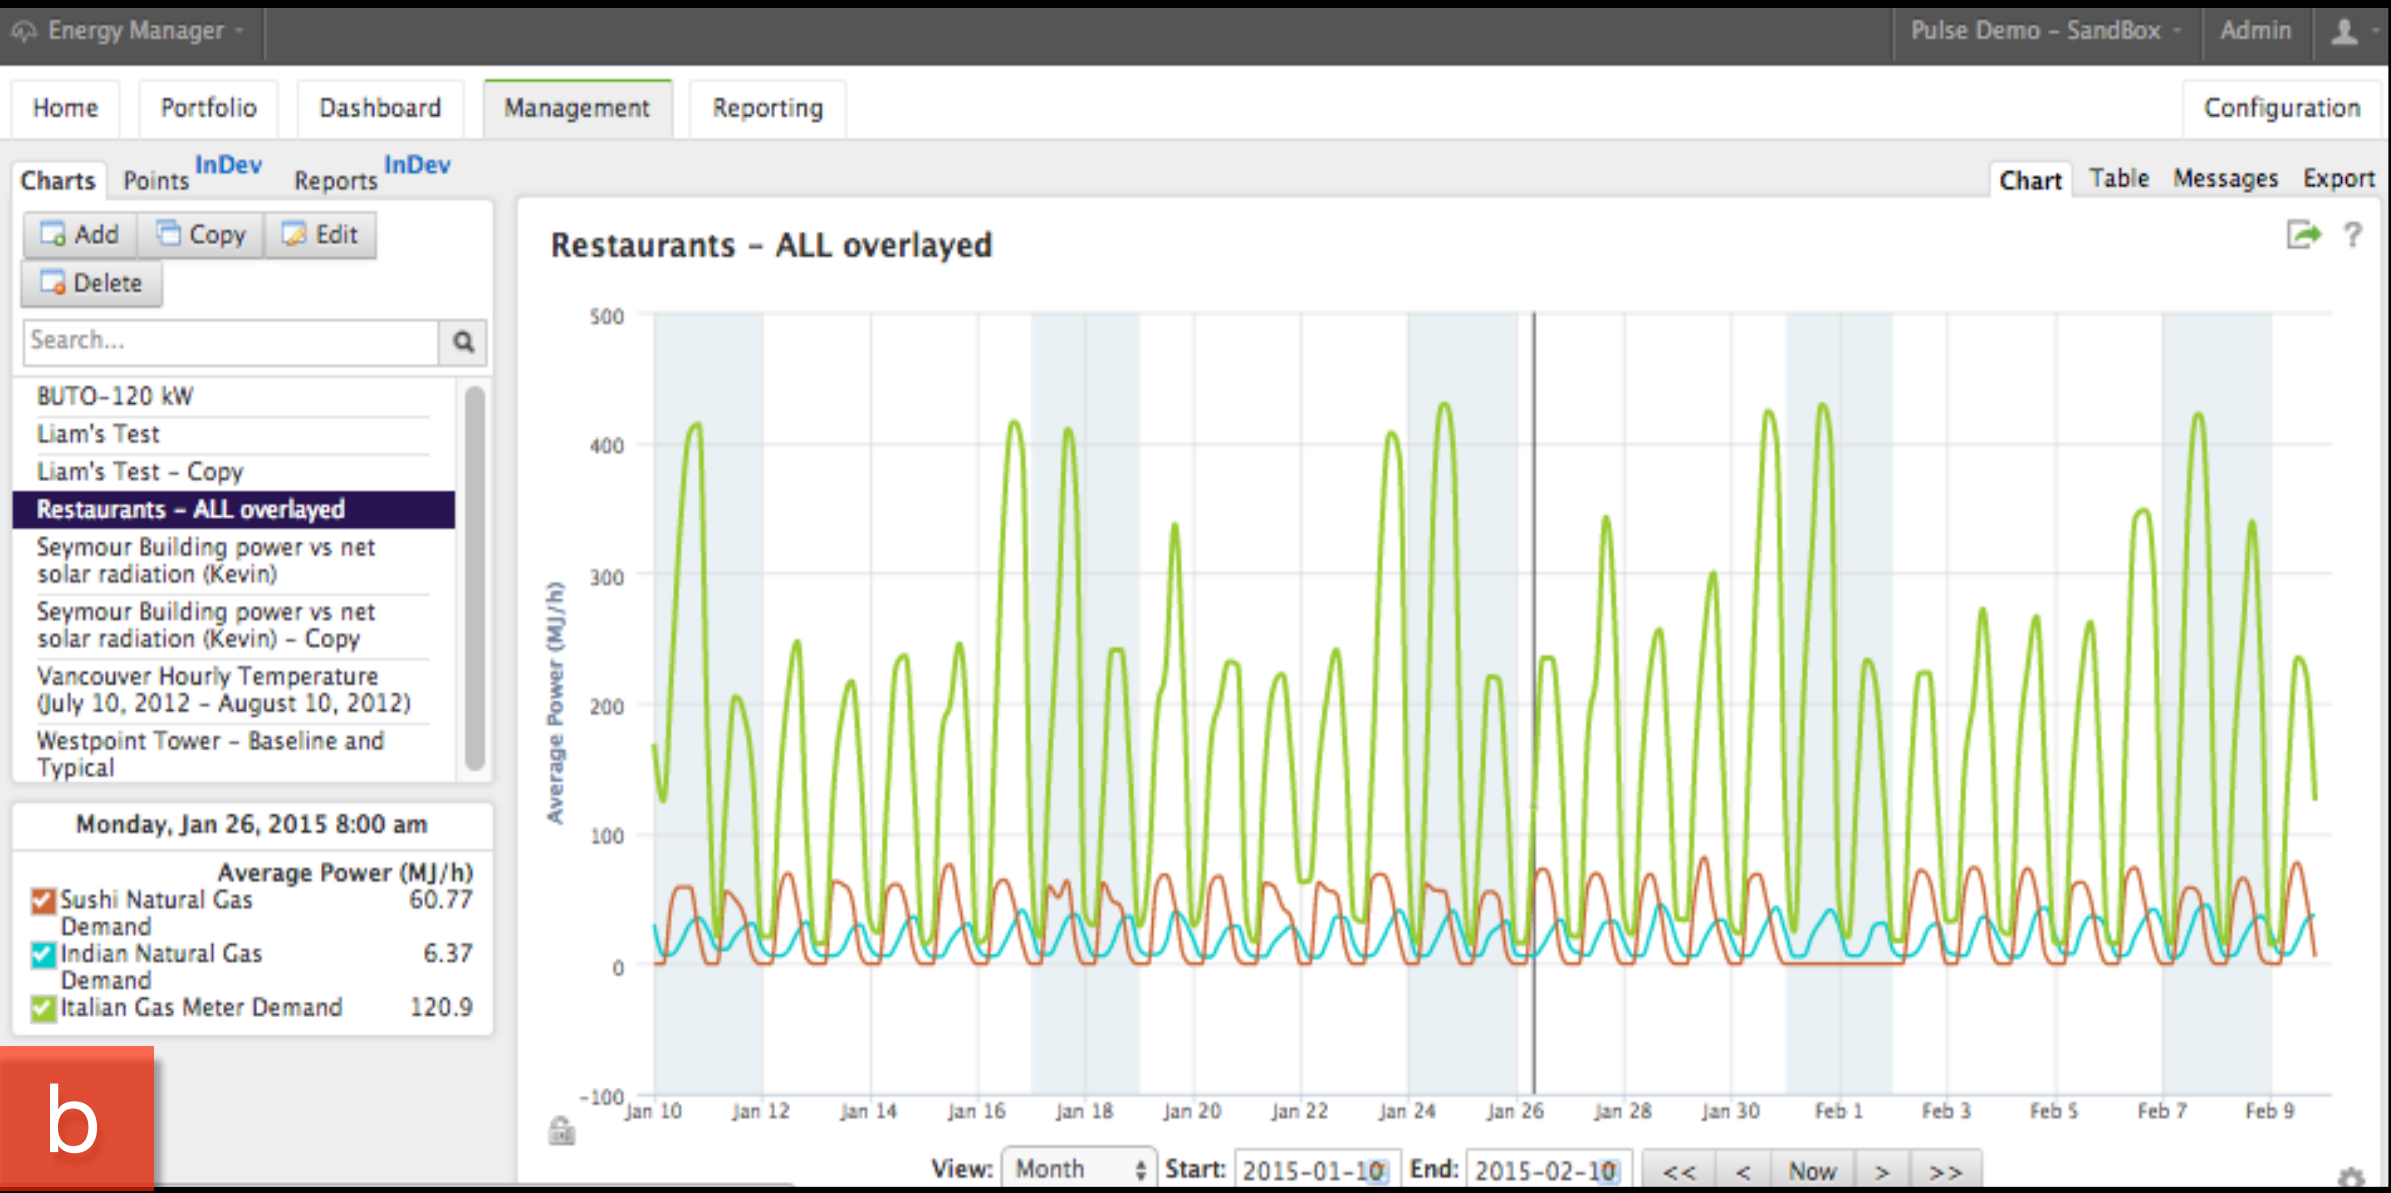 Energy Manager
Pulse Demo – SandBox
Admin
Home
Portfolio
Dashboard
Management
Reporting
Configuration
Charts
Points InDev
Reports InDev
Chart
Table
Messages
Export
Add
Copy
Edit
Delete
Search...
BUTO–120 kW
Liam's Test
Liam's Test – Copy
Restaurants – ALL overlayed
Seymour Building power vs net
solar radiation (Kevin)
Seymour Building power vs net
solar radiation (Kevin) – Copy
Vancouver Hourly Temperature
(July 10, 2012 – August 10, 2012)
Westpoint Tower – Baseline and
Typical
Monday, Jan 26, 2015 8:00 am
Average Power (MJ/h)
Sushi Natural Gas 60.77
Demand
Indian Natural Gas 6.37
Demand
Italian Gas Meter Demand 120.9
b
Restaurants – ALL overlayed
?
Average Power (MJ/h)
500
400
300
200
100
0
-100
Jan 10 Jan 12 Jan 14 Jan 16 Jan 18 Jan 20 Jan 22 Jan 24 Jan 26 Jan 28 Jan 30 Feb 1 Feb 3 Feb 5 Feb 7 Feb 9
View: Month Start: 2015-01-10 End: 2015-02-10 << < Now > >>